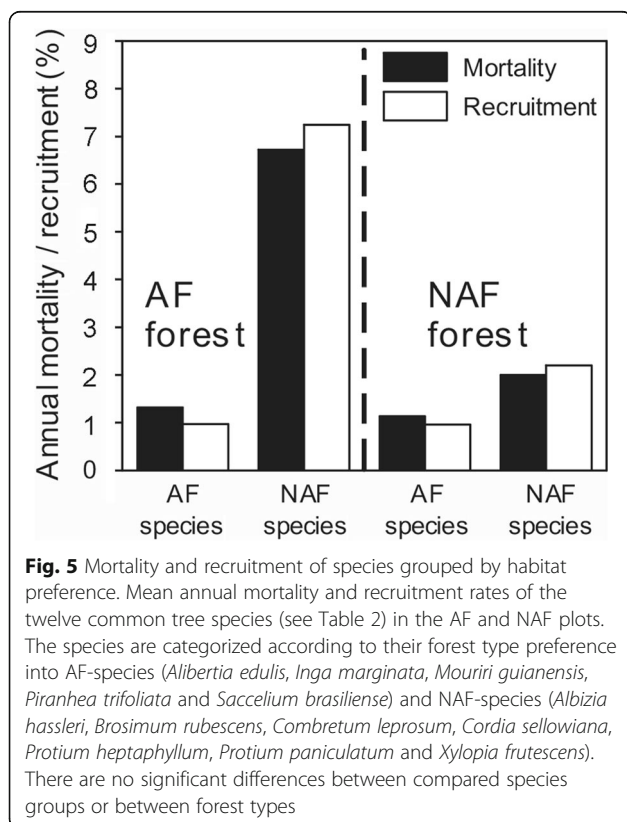 Annual mortality / recruitment (%)
9
8
7
6
5
4
3
2
1
0
Mortality
Recruitment
AF
forest
NAF
forest
AF
species
NAF
species
AF
species
NAF
species
Fig. 5 Mortality and recruitment of species grouped by habitat
preference. Mean annual mortality and recruitment rates of the
twelve common tree species (see Table 2) in the AF and NAF plots.
The species are categorized according to their forest type preference
into AF-species (Alibertia edulis, Inga marginata, Mouriri guianensis,
Piranhea trifoliata and Saccelium brasiliense) and NAF-species (Albizia
hassleri, Brosimum rubescens, Combretum leprosum, Cordia sellowiana,
Protium heptaphyllum, Protium paniculatum and Xylopia frutescens).
There are no significant differences between compared species
groups or between forest types